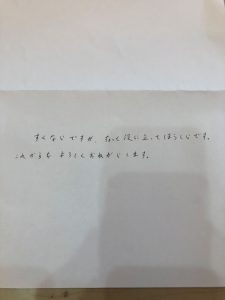 すくないですが、なにか役に立ってほしいです。
これからも よろしくおねがいします。